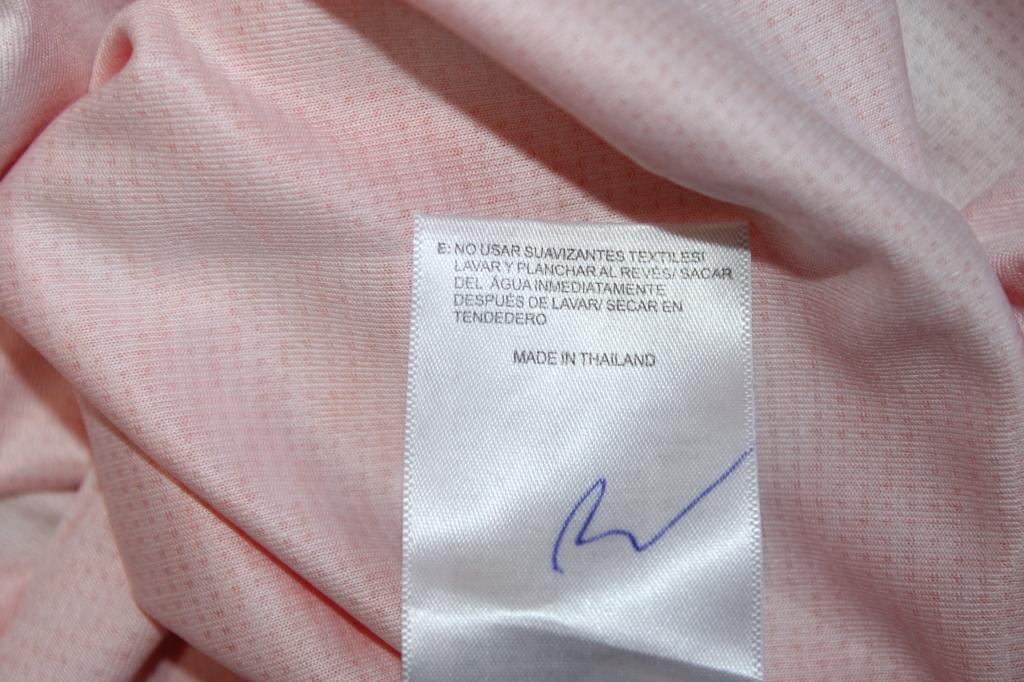 E: NO USAR SUAVIZANTES TEXTILES/
LAVAR Y PLANCHAR AL REVÉS/ SACAR
DEL ÁGUA INMEDIATAMENTE
DESPUÉS DE LAVAR/ SECAR EN
TENDEDERO
MADE IN THAILAND